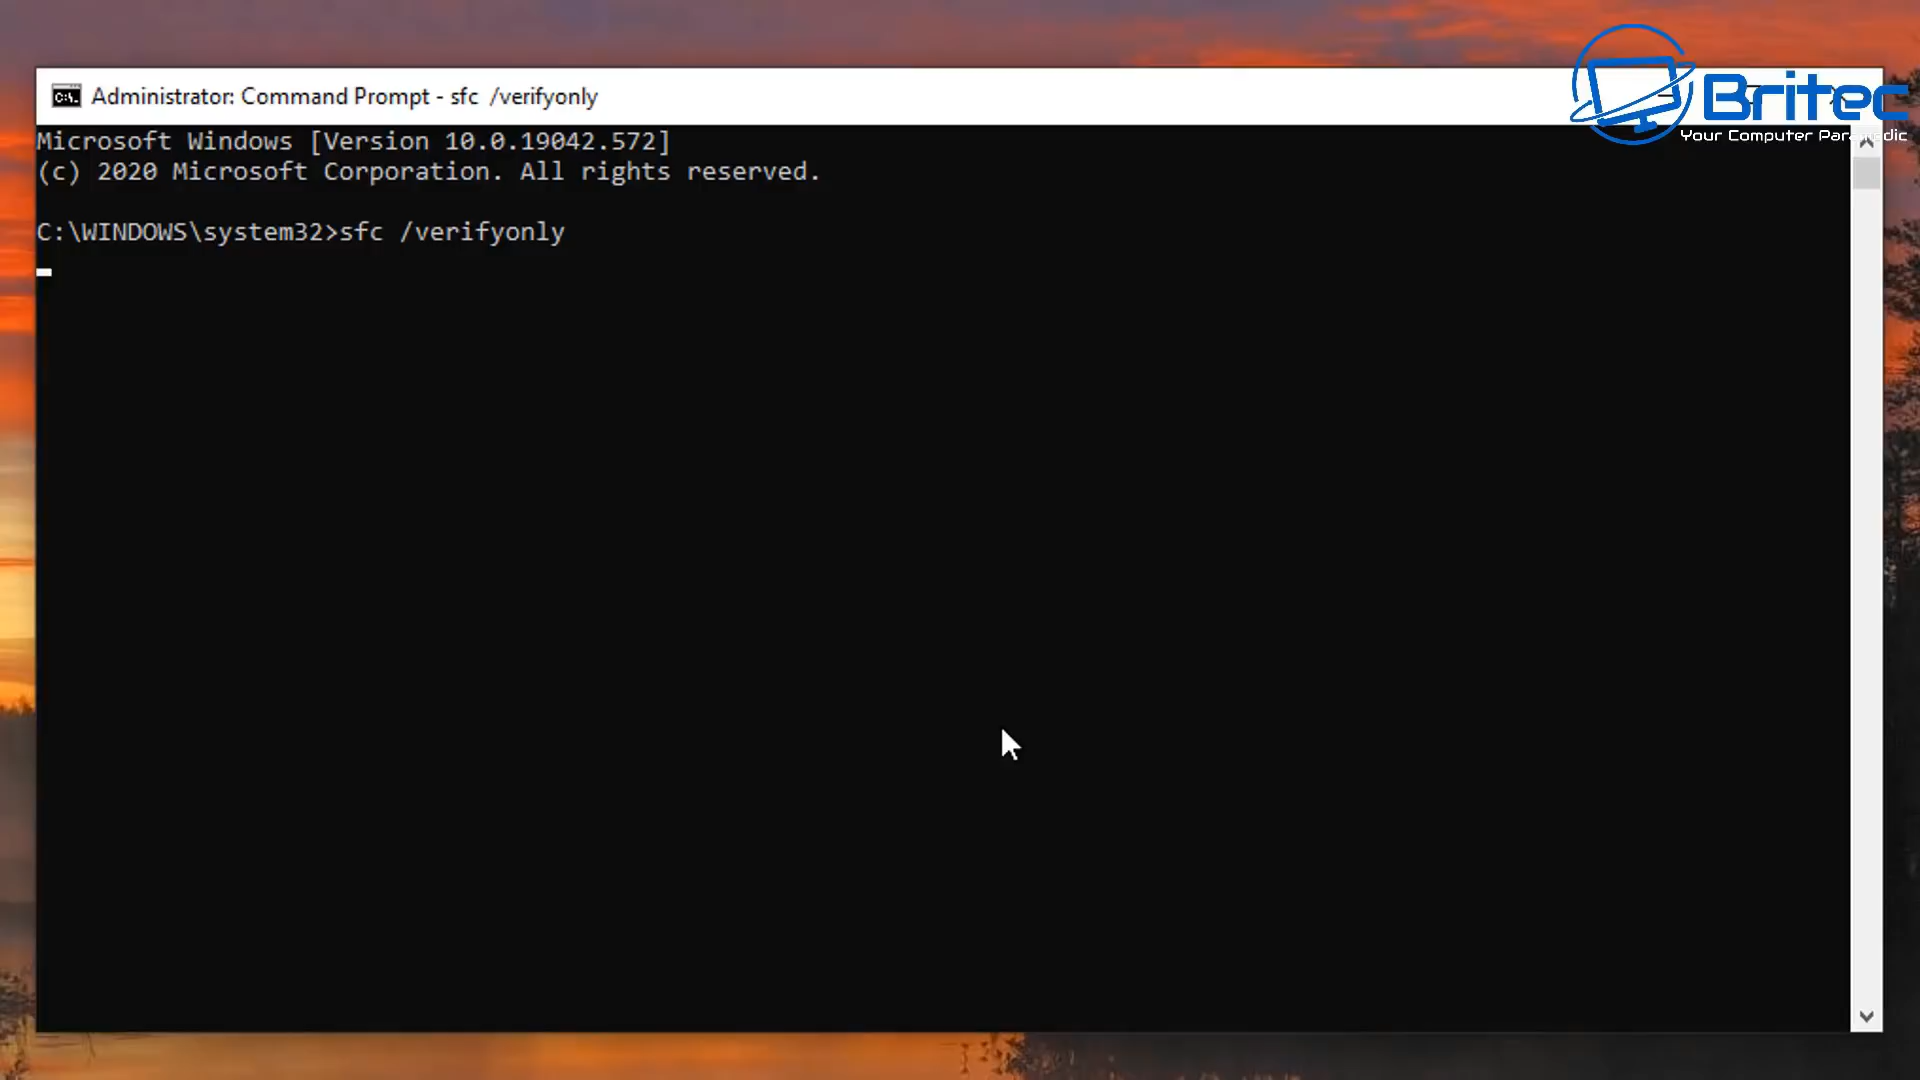 Britec
Your Computer Paramedic
Administrator: Command Prompt - sfc /verifyonly
Microsoft Windows [Version 10.0.19042.572]
(c) 2020 Microsoft Corporation. All rights reserved.
C:\WINDOWS\system32>sfc /verifyonly